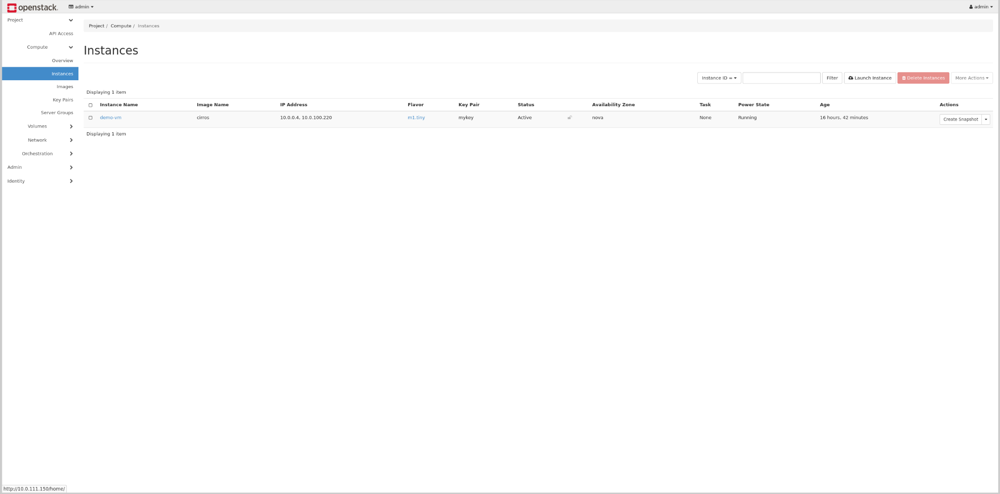 openstack. admin admin
Project
API Access
Compute
Overview
Instances
Images
Key Pairs
Server Groups
Volumes
Network
Orchestration
Admin
Identity
Project / Compute / Instances
Instances
Instance ID = Filter Launch Instance Delete Instances More Actions
Displaying 1 item
Instance Name Image Name IP Address Flavor Key Pair Status Availability Zone Task Power State Age Actions
demo-vm cirros 10.0.0.4, 10.0.100.220 m1.tiny mykey Active nova None Running 16 hours, 42 minutes Create Snapshot
Displaying 1 item
http://10.0.111.150/home/